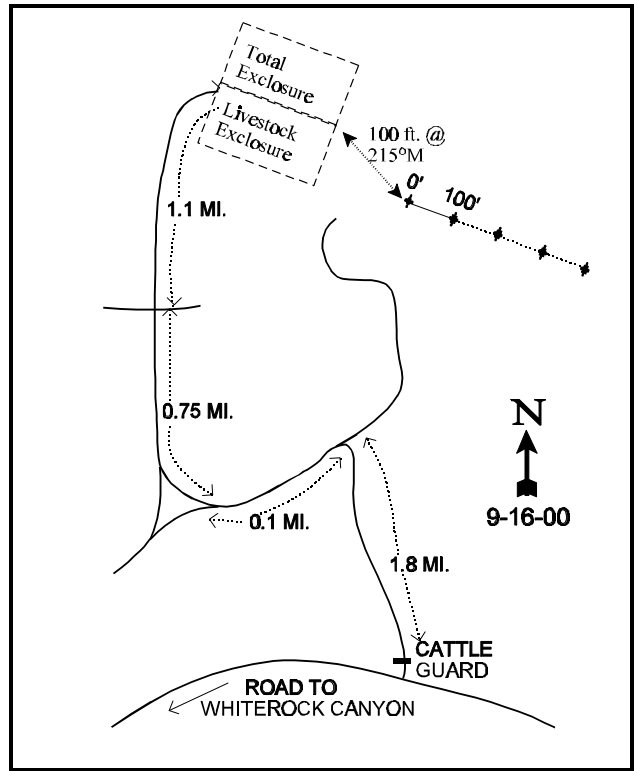 Total
Exclosure
Livestock
Exclosure
100 ft. @
215°M
0'
100'
1.1 MI.
0.75 MI.
N
9-16-00
0.1 MI.
1.8 MI.
CATTLE
GUARD
ROAD TO
WHITEROCK CANYON